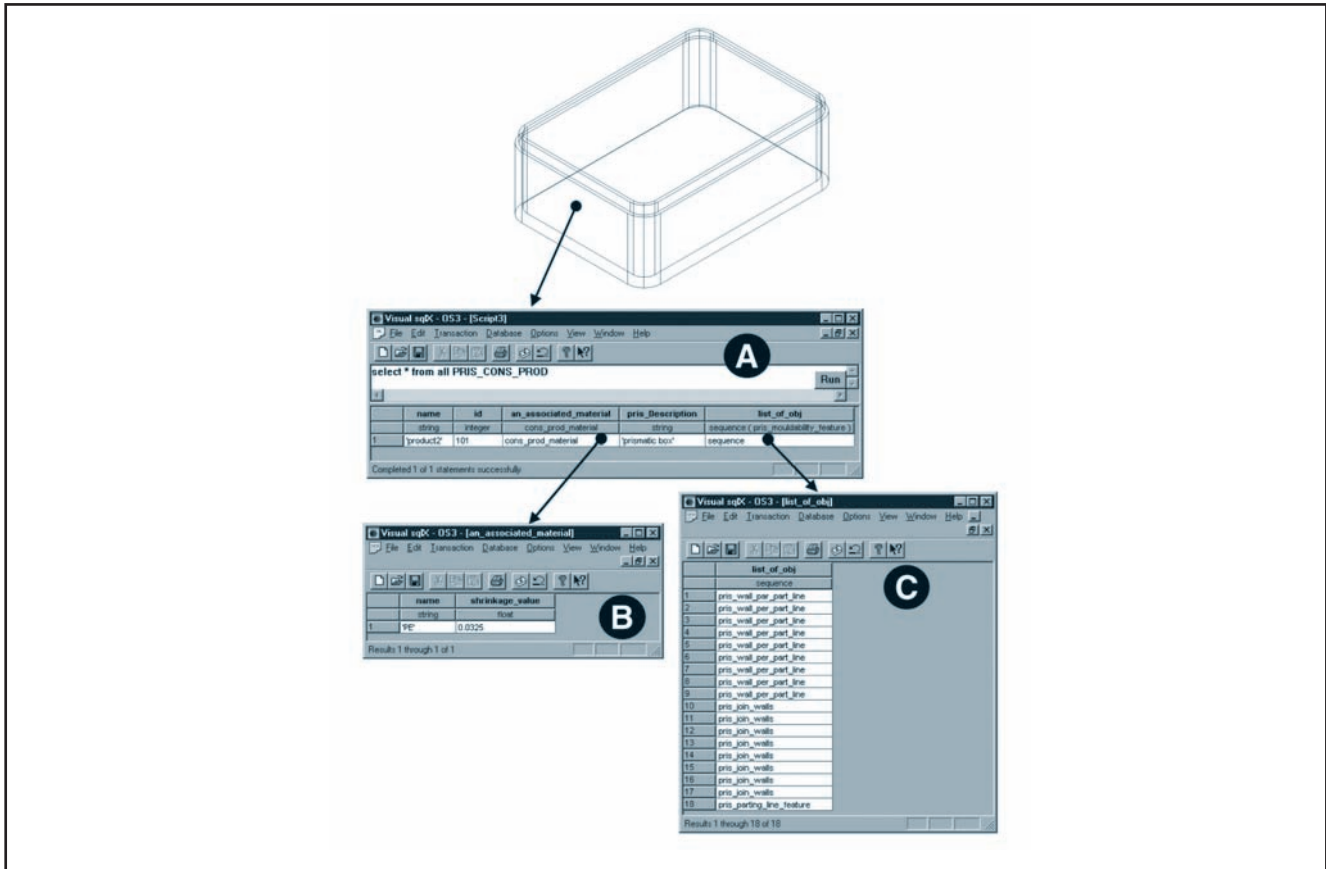 Visual sqlX - OS3 - [Script3]
File Edit Transaction Database Options View Window Help
A
select * from all PRIS_CONS_PROD
Run
name id an_associated_material pris_Description list_of_obj
string integer cons_prod_material string sequence ( pris_mouldability_feature )
1 'product2' 101 cons_prod_material 'prismatic box' sequence
Completed 1 of 1 statements successfully
Visual sqlX - OS3 - [an_associated_material]
File Edit Transaction Database Options View Window Help
name shrinkage_value
string float
1 'PE' 0.0325
B
Results 1 through 1 of 1
Visual sqlX - OS3 - [list_of_obj]
File Edit Transaction Database Options View Window Help
list_of_obj
sequence
C
1 pris_wall_par_part_line
2 pris_wall_per_part_line
3 pris_wall_per_part_line
4 pris_wall_per_part_line
5 pris_wall_per_part_line
6 pris_wall_per_part_line
7 pris_wall_per_part_line
8 pris_wall_per_part_line
9 pris_wall_per_part_line
10 pris_join_walls
11 pris_join_walls
12 pris_join_walls
13 pris_join_walls
14 pris_join_walls
15 pris_join_walls
16 pris_join_walls
17 pris_join_walls
18 pris_parting_line_feature
Results 1 through 18 of 18